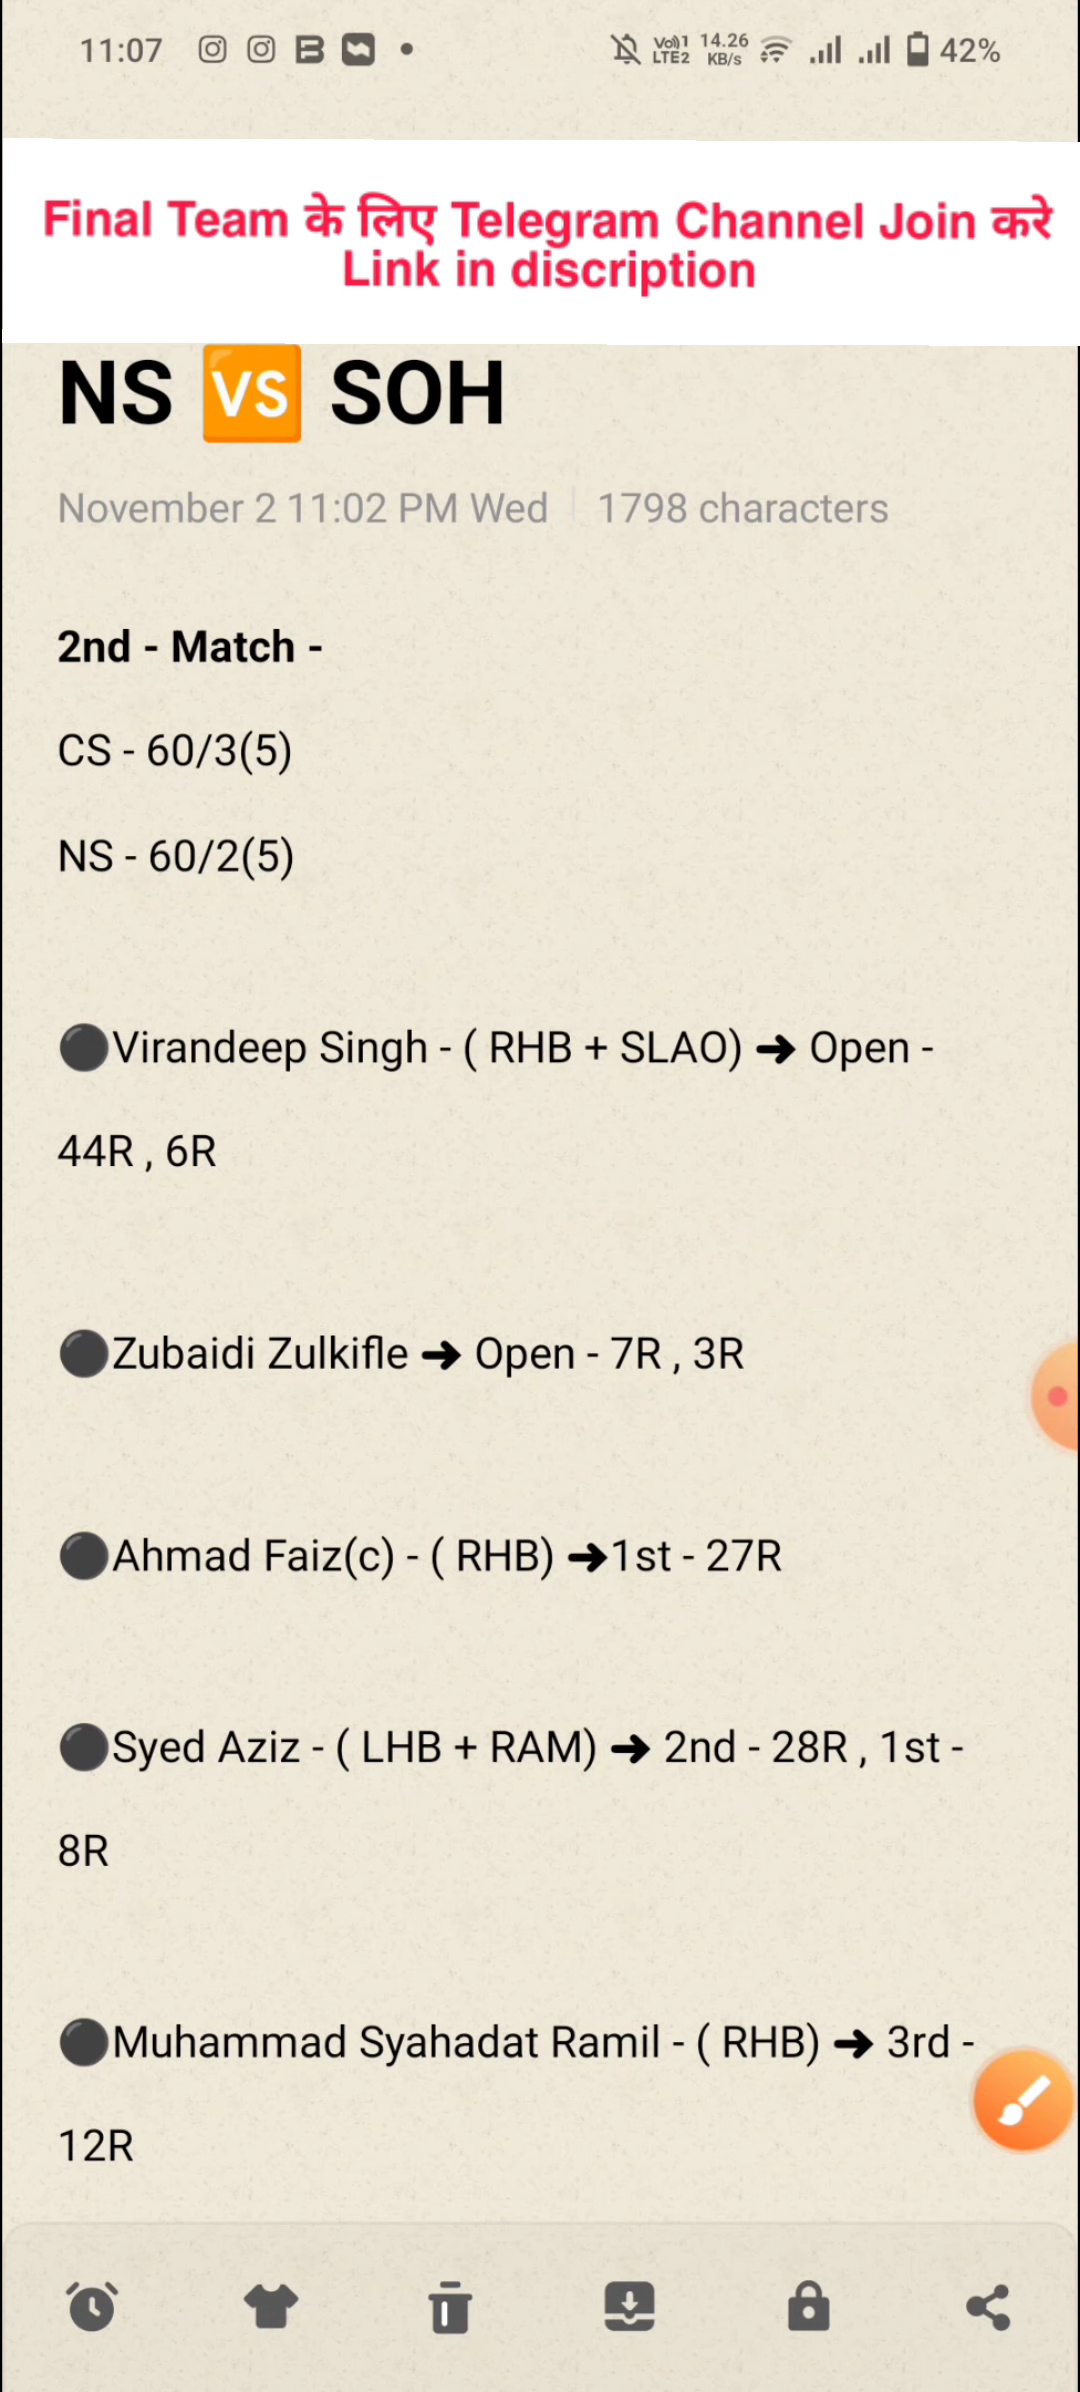 11:07
Vo))1 LTE2 14.26 KB/s 42%
Final Team के लिए Telegram Channel Join करे
Link in discription
NS VS SOH
November 2 11:02 PM Wed | 1798 characters
2nd - Match -
CS - 60/3(5)
NS - 60/2(5)
⚫Virandeep Singh - ( RHB + SLAO) ➜ Open -
44R , 6R
⚫Zubaidi Zulkifle ➜ Open - 7R , 3R
⚫Ahmad Faiz(c) - ( RHB) ➜1st - 27R
⚫Syed Aziz - ( LHB + RAM) ➜ 2nd - 28R , 1st -
8R
⚫Muhammad Syahadat Ramil - ( RHB) ➜ 3rd -
12R